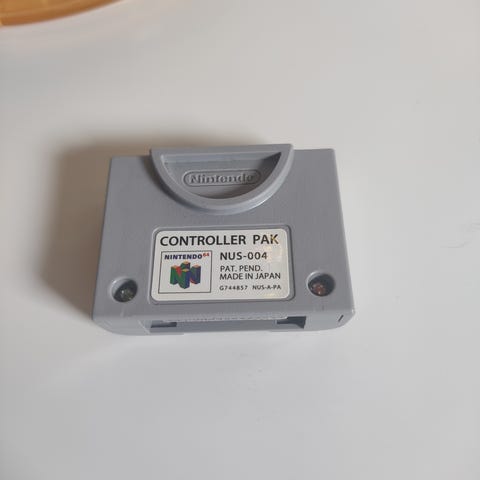 Nintendo
CONTROLLER PAK
NINTENDO64
NUS-004
PAT. PEND.
MADE IN JAPAN
G744857 NUS-A-PA